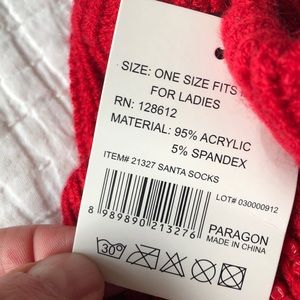 SIZE: ONE SIZE FITS
FOR LADIES
RN: 128612
MATERIAL: 95% ACRYLIC
5% SPANDEX
ITEM# 21327 SANTA SOCKS
LOT# 030000912
8 989890 213276
PARAGON
MADE IN CHINA
30°